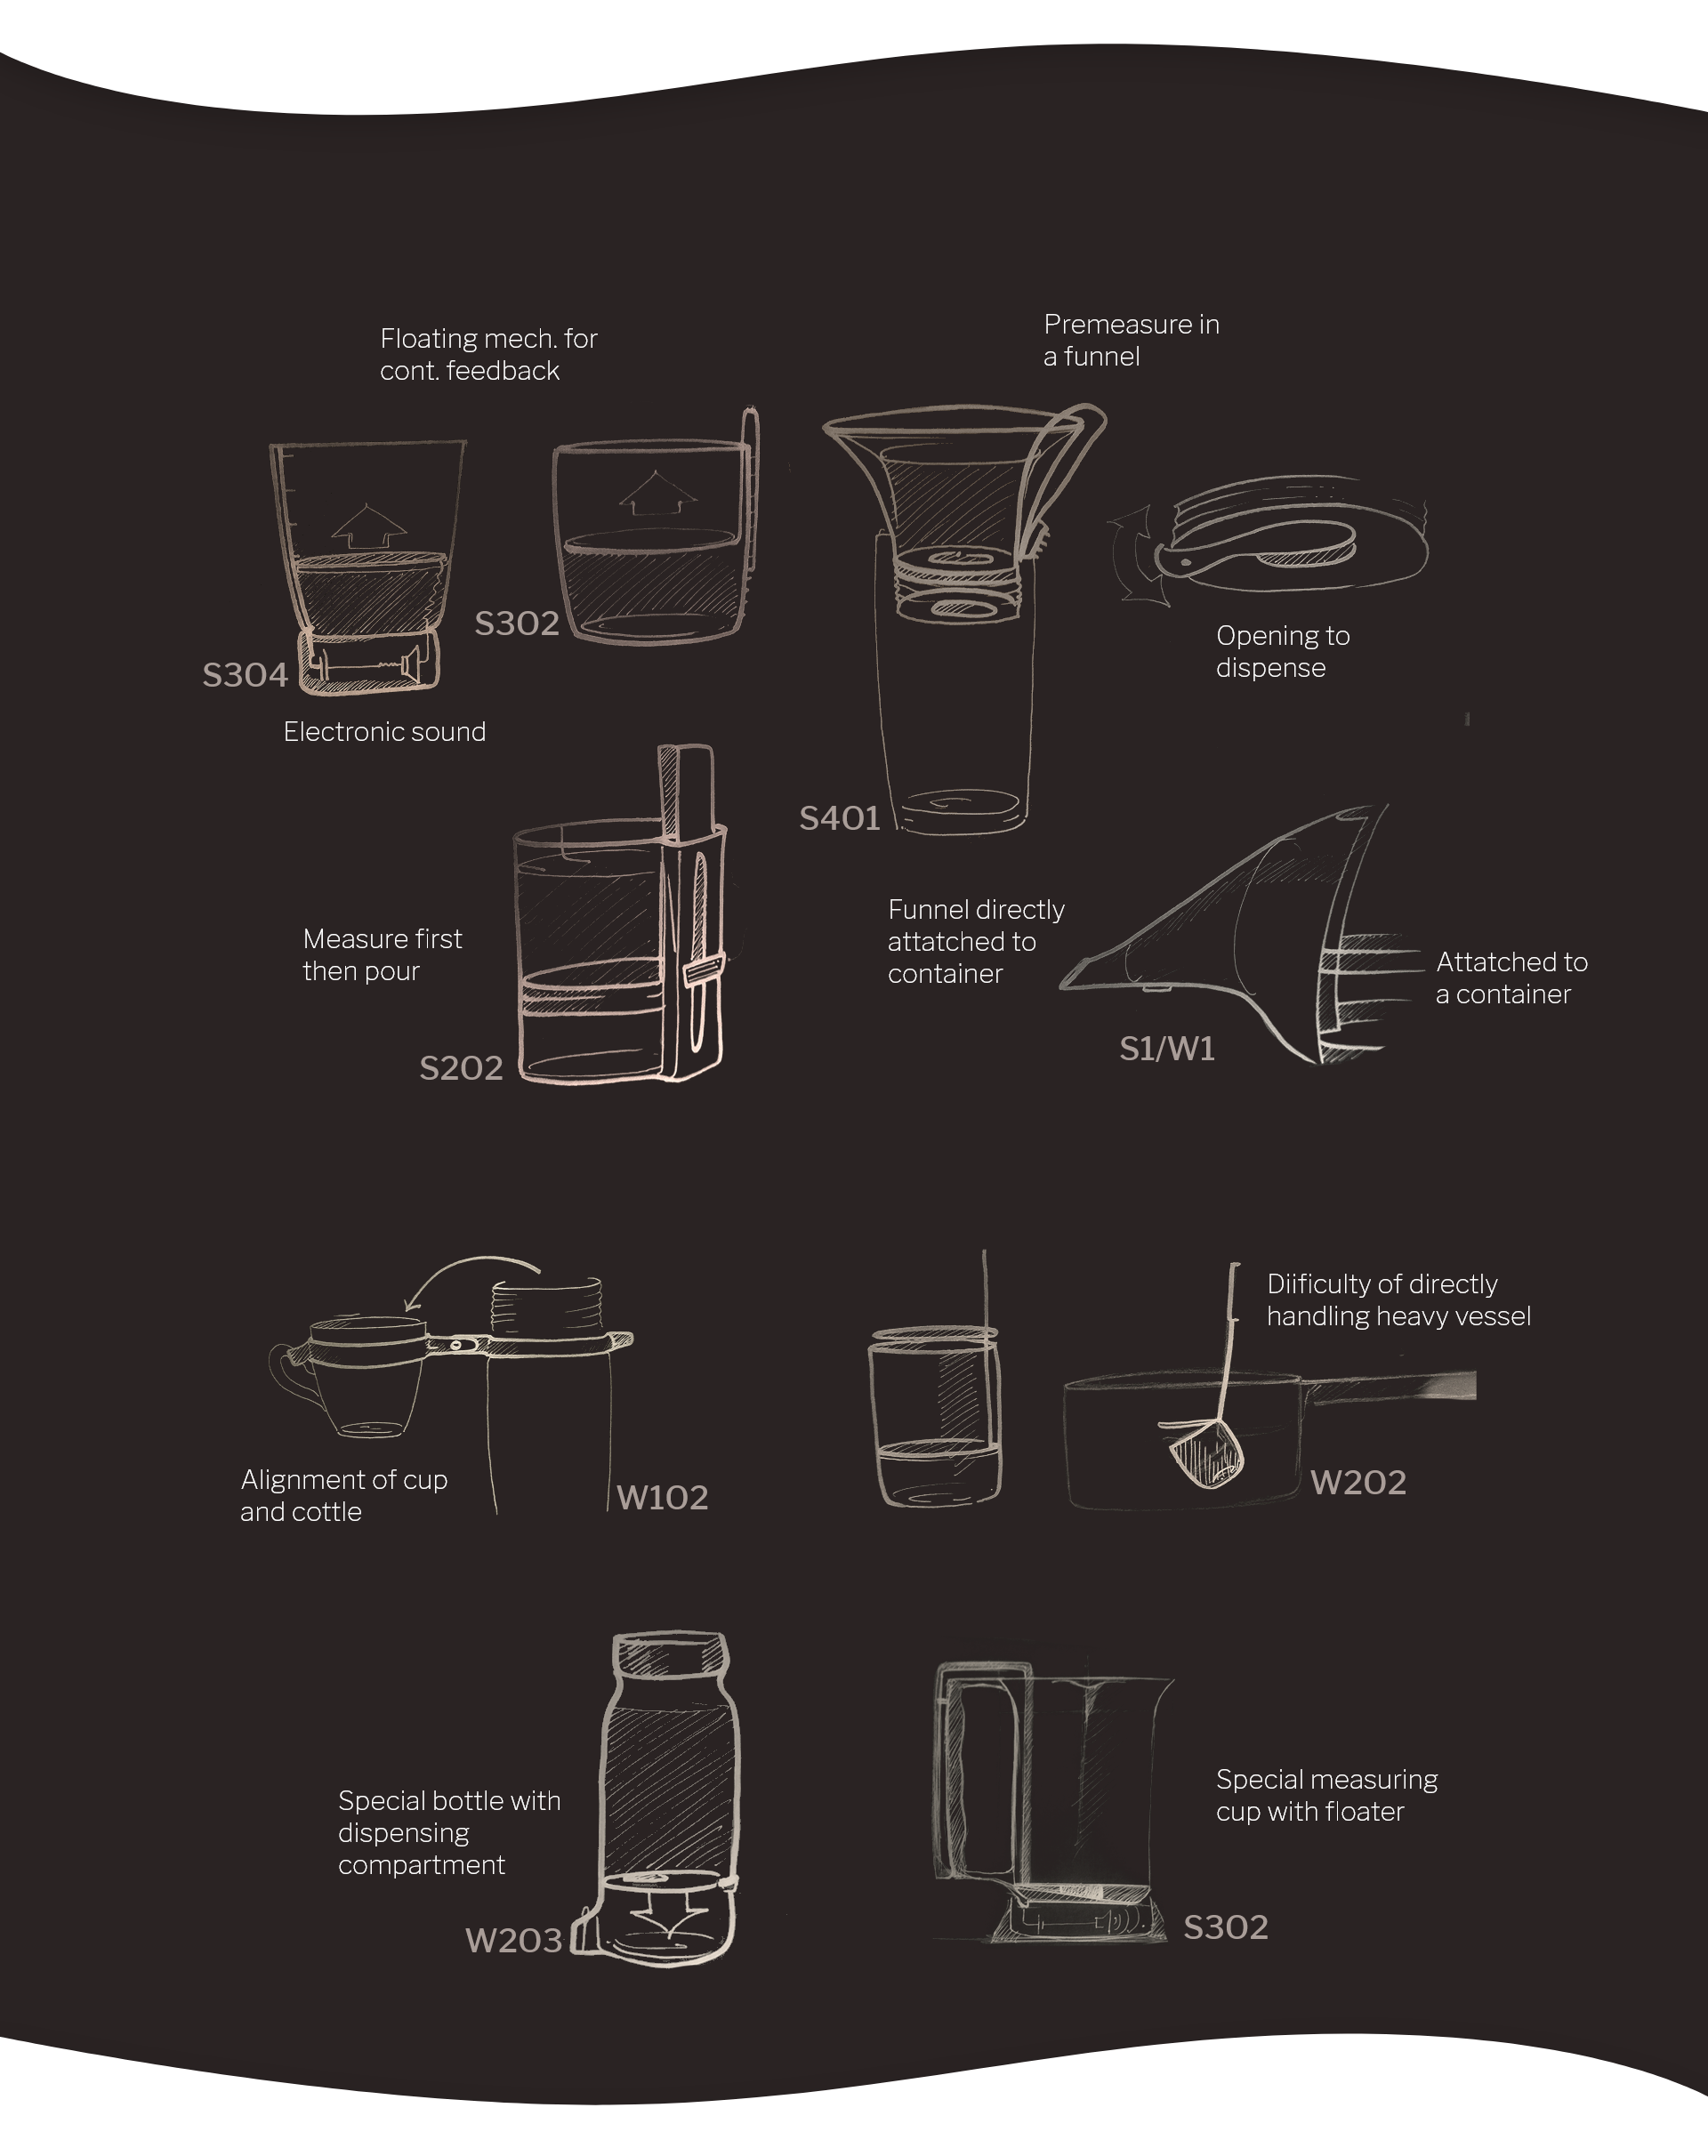 Floating mech. for
cont. feedback
Premeasure in
a funnel
S302
S304
Electronic sound
Opening to
dispense
S401
Measure first
then pour
S202
Funnel directly
attatched to
container
Attatched to
a container
S1/W1
Alignment of cup
and cottle
W102
Diificulty of directly
handling heavy vessel
W202
Special bottle with
dispensing
compartment
W203
Special measuring
cup with floater
S302